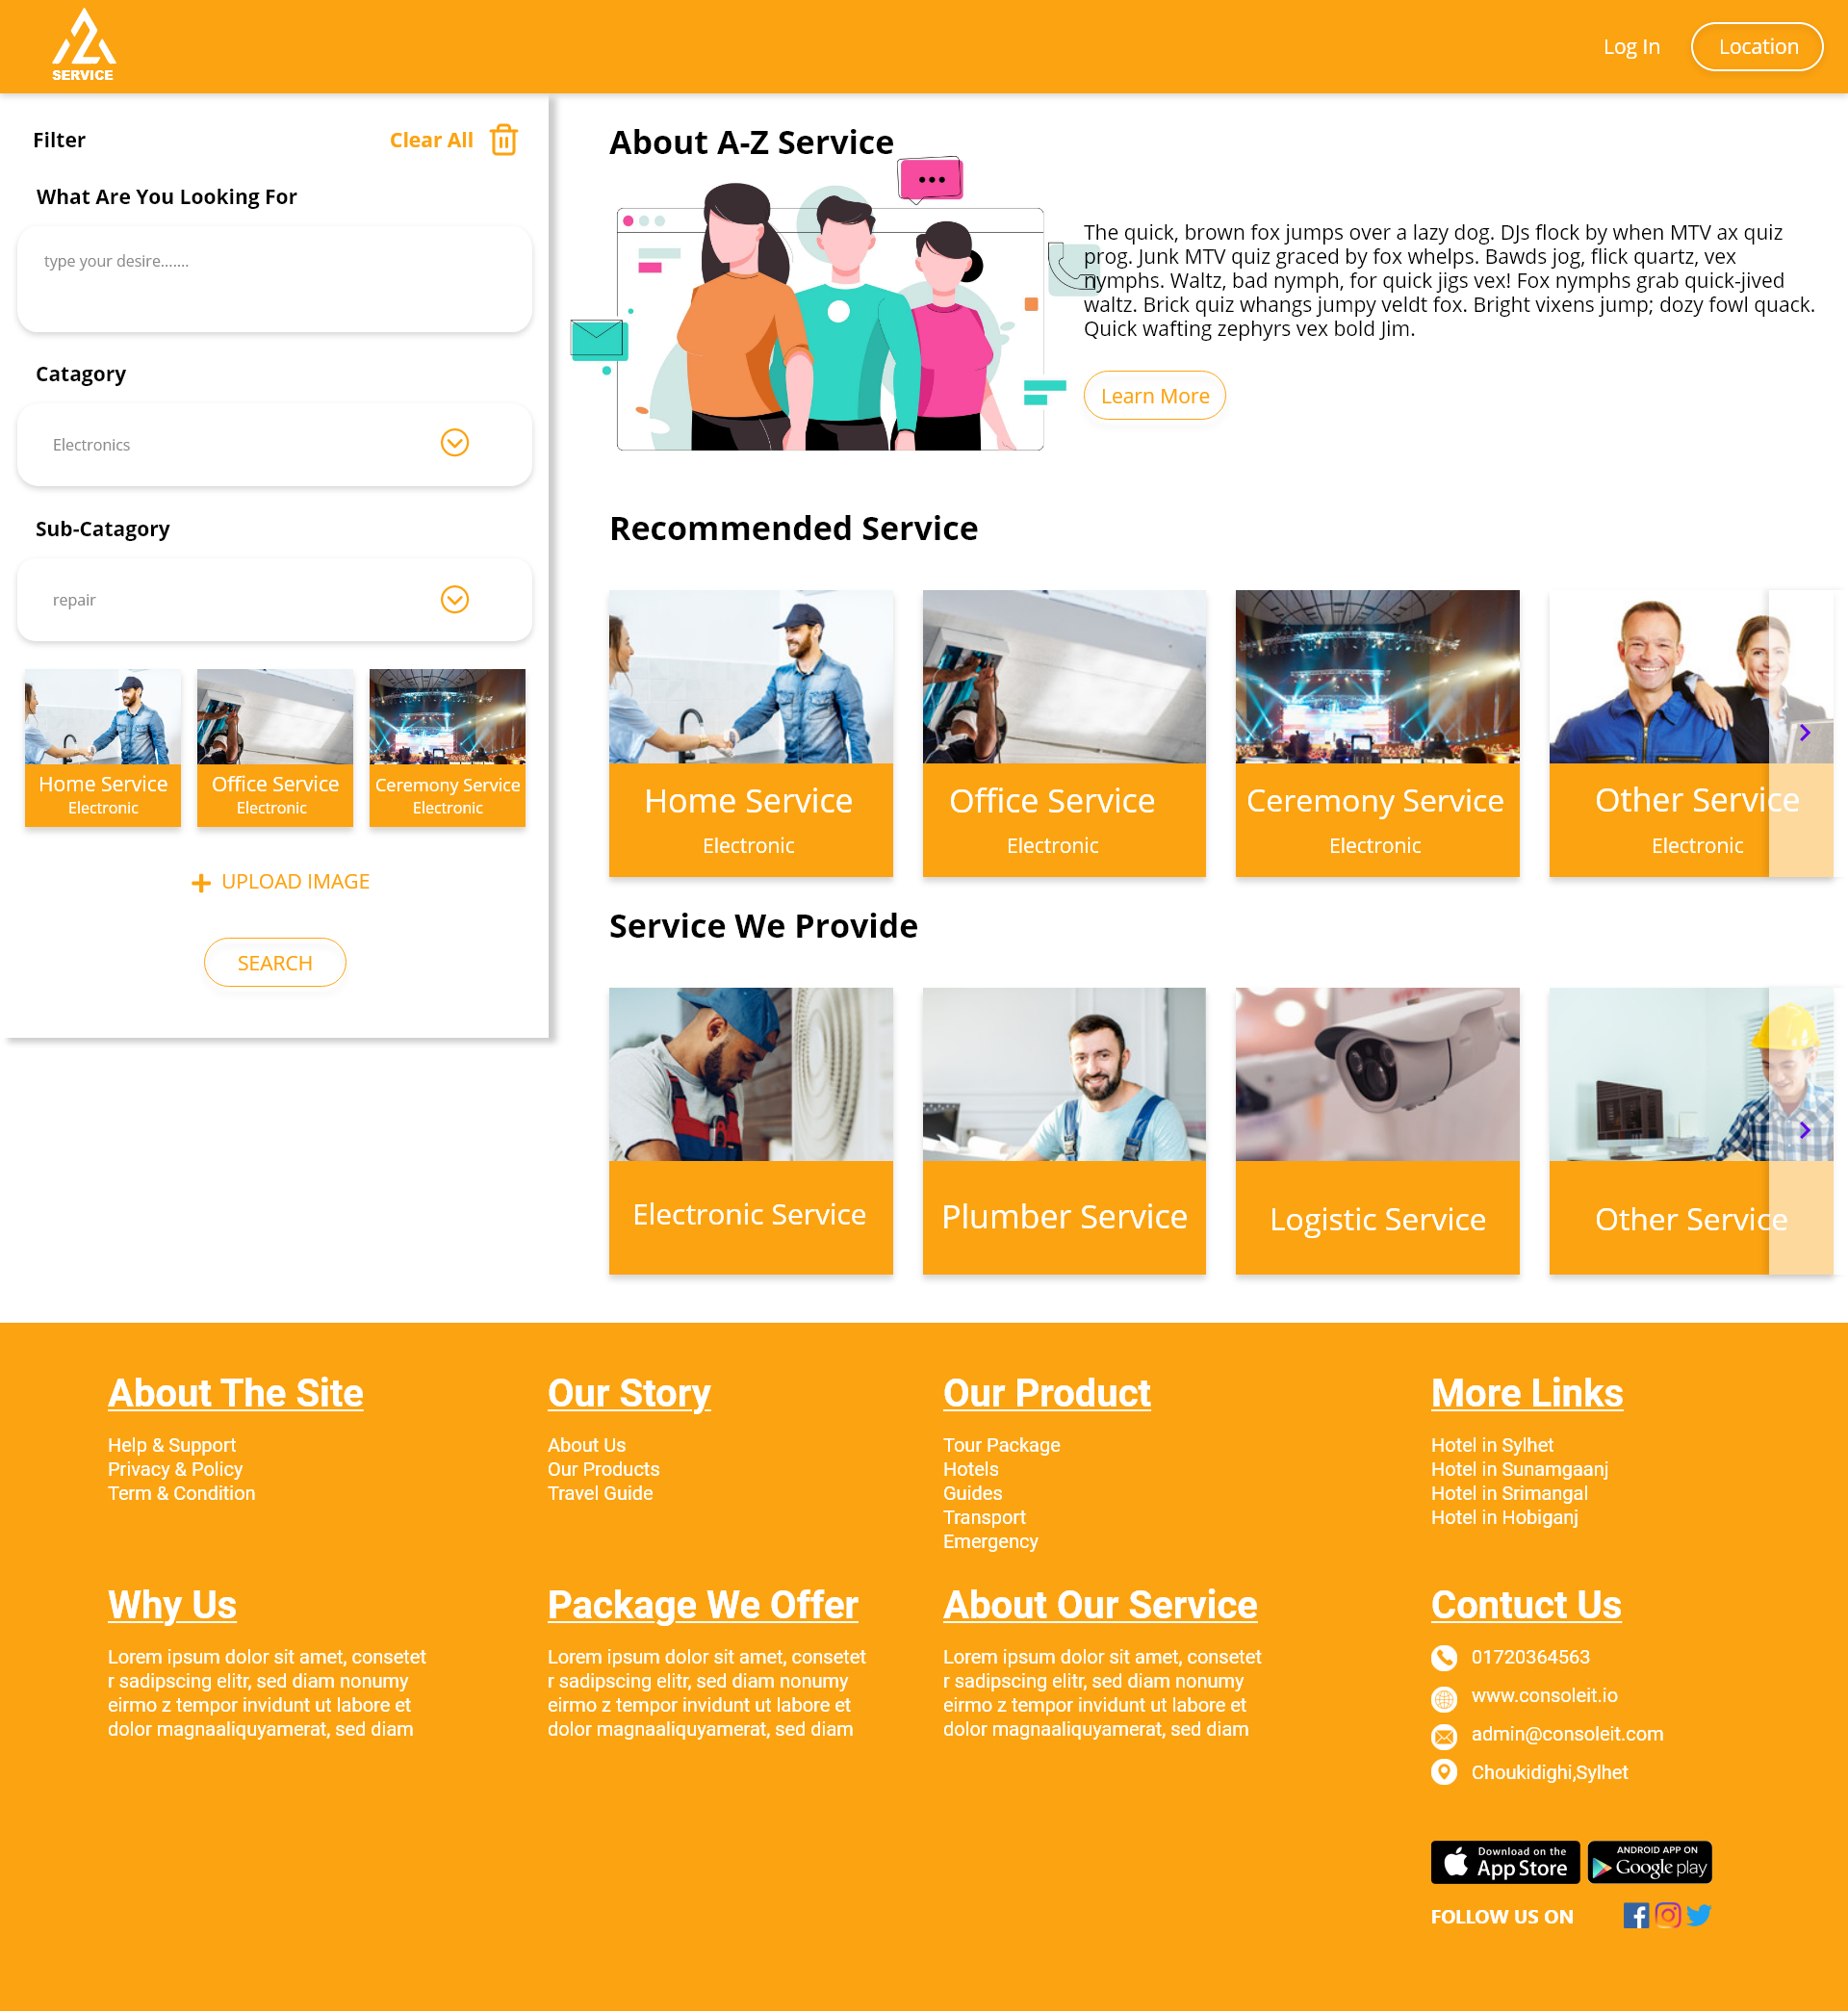 SERVICE
Log In
Location
Filter
Clear All
What Are You Looking For
type your desire.......
Catagory
Electronics
Sub-Catagory
repair
Home Service
Electronic
Office Service
Electronic
Ceremony Service
Electronic
UPLOAD IMAGE
SEARCH
About A-Z Service
The quick, brown fox jumps over a lazy dog. DJs flock by when MTV ax quiz
prog. Junk MTV quiz graced by fox whelps. Bawds jog, flick quartz, vex
nymphs. Waltz, bad nymph, for quick jigs vex! Fox nymphs grab quick-jived
waltz. Brick quiz whangs jumpy veldt fox. Bright vixens jump; dozy fowl quack.
Quick wafting zephyrs vex bold Jim.
Learn More
Recommended Service
Home Service
Electronic
Office Service
Electronic
Ceremony Service
Electronic
Other Service
Electronic
Service We Provide
Electronic Service
Plumber Service
Logistic Service
Other Service
About The Site
Help & Support
Privacy & Policy
Term & Condition
Our Story
About Us
Our Products
Travel Guide
Our Product
Tour Package
Hotels
Guides
Transport
Emergency
More Links
Hotel in Sylhet
Hotel in Sunamgaanj
Hotel in Srimangal
Hotel in Hobiganj
Why Us
Lorem ipsum dolor sit amet, consetet
r sadipscing elitr, sed diam nonumy
eirmo z tempor invidunt ut labore et
dolor magnaaliquyamerat, sed diam
Package We Offer
Lorem ipsum dolor sit amet, consetet
r sadipscing elitr, sed diam nonumy
eirmo z tempor invidunt ut labore et
dolor magnaaliquyamerat, sed diam
About Our Service
Lorem ipsum dolor sit amet, consetet
r sadipscing elitr, sed diam nonumy
eirmo z tempor invidunt ut labore et
dolor magnaaliquyamerat, sed diam
Contuct Us
01720364563
www.consoleit.io
admin@consoleit.com
Choukidighi,Sylhet
Download on the
App Store
ANDROID APP ON
Google play
FOLLOW US ON